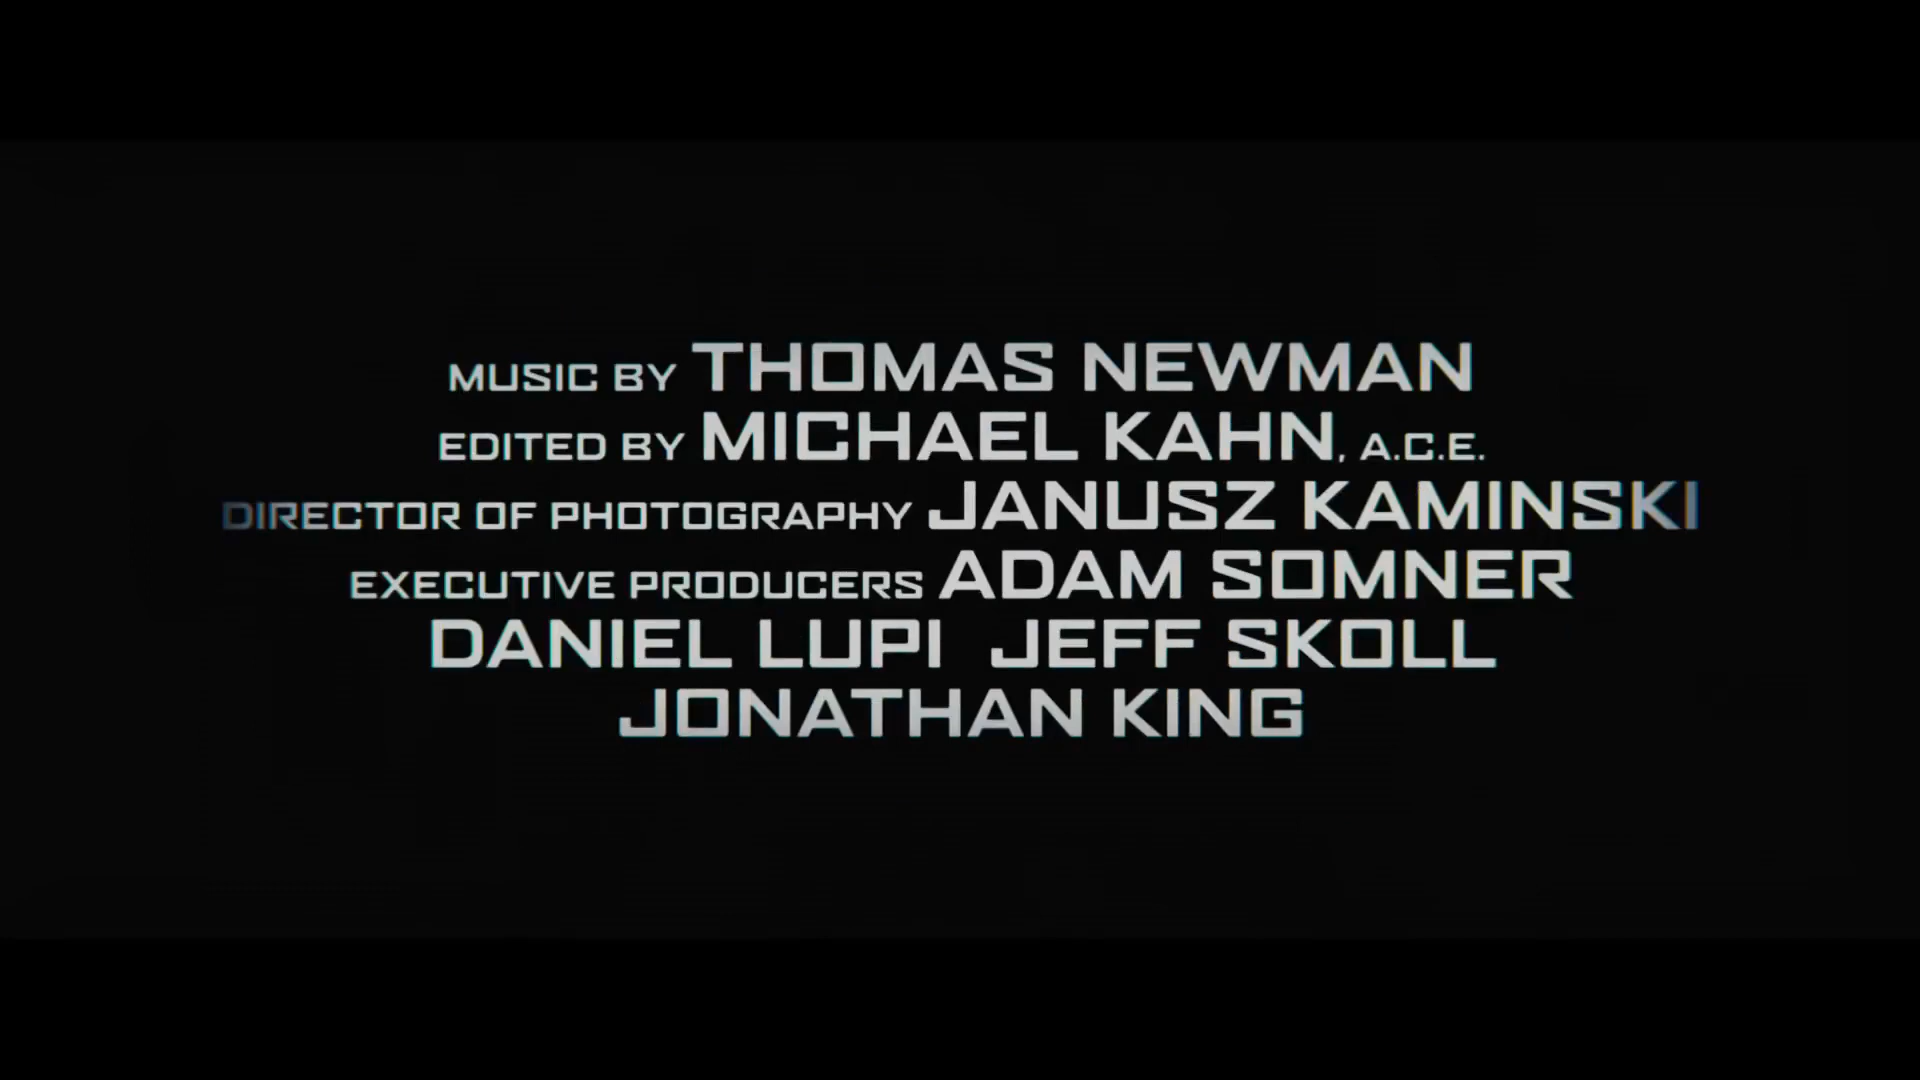 MUSIC BY THOMAS NEWMAN
EDITED BY MICHAEL KAHN, A.C.E.
DIRECTOR OF PHOTOGRAPHY JANUSZ KAMINSKI
EXECUTIVE PRODUCERS ADAM SOMNER
DANIEL LUPI JEFF SKOLL
JONATHAN KING